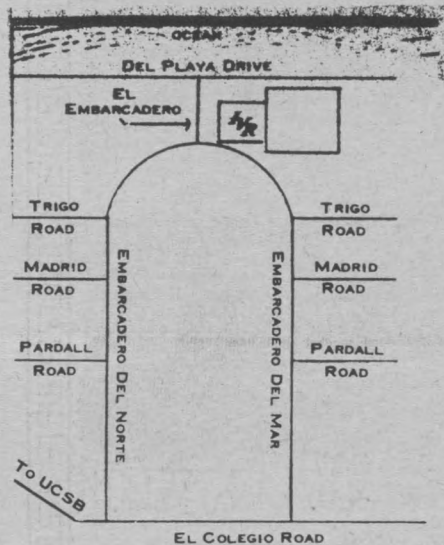 OCEAN
DEL PLAYA DRIVE
EL
EMBARCADERO
IVR
TRIGO
ROAD
TRIGO
ROAD
MADRID
ROAD
MADRID
ROAD
PARDALL
ROAD
PARDALL
ROAD
EMBARCADERO DEL NORTE
EMBARCADERO DEL MAR
TO UCSB
EL COLEGIO ROAD